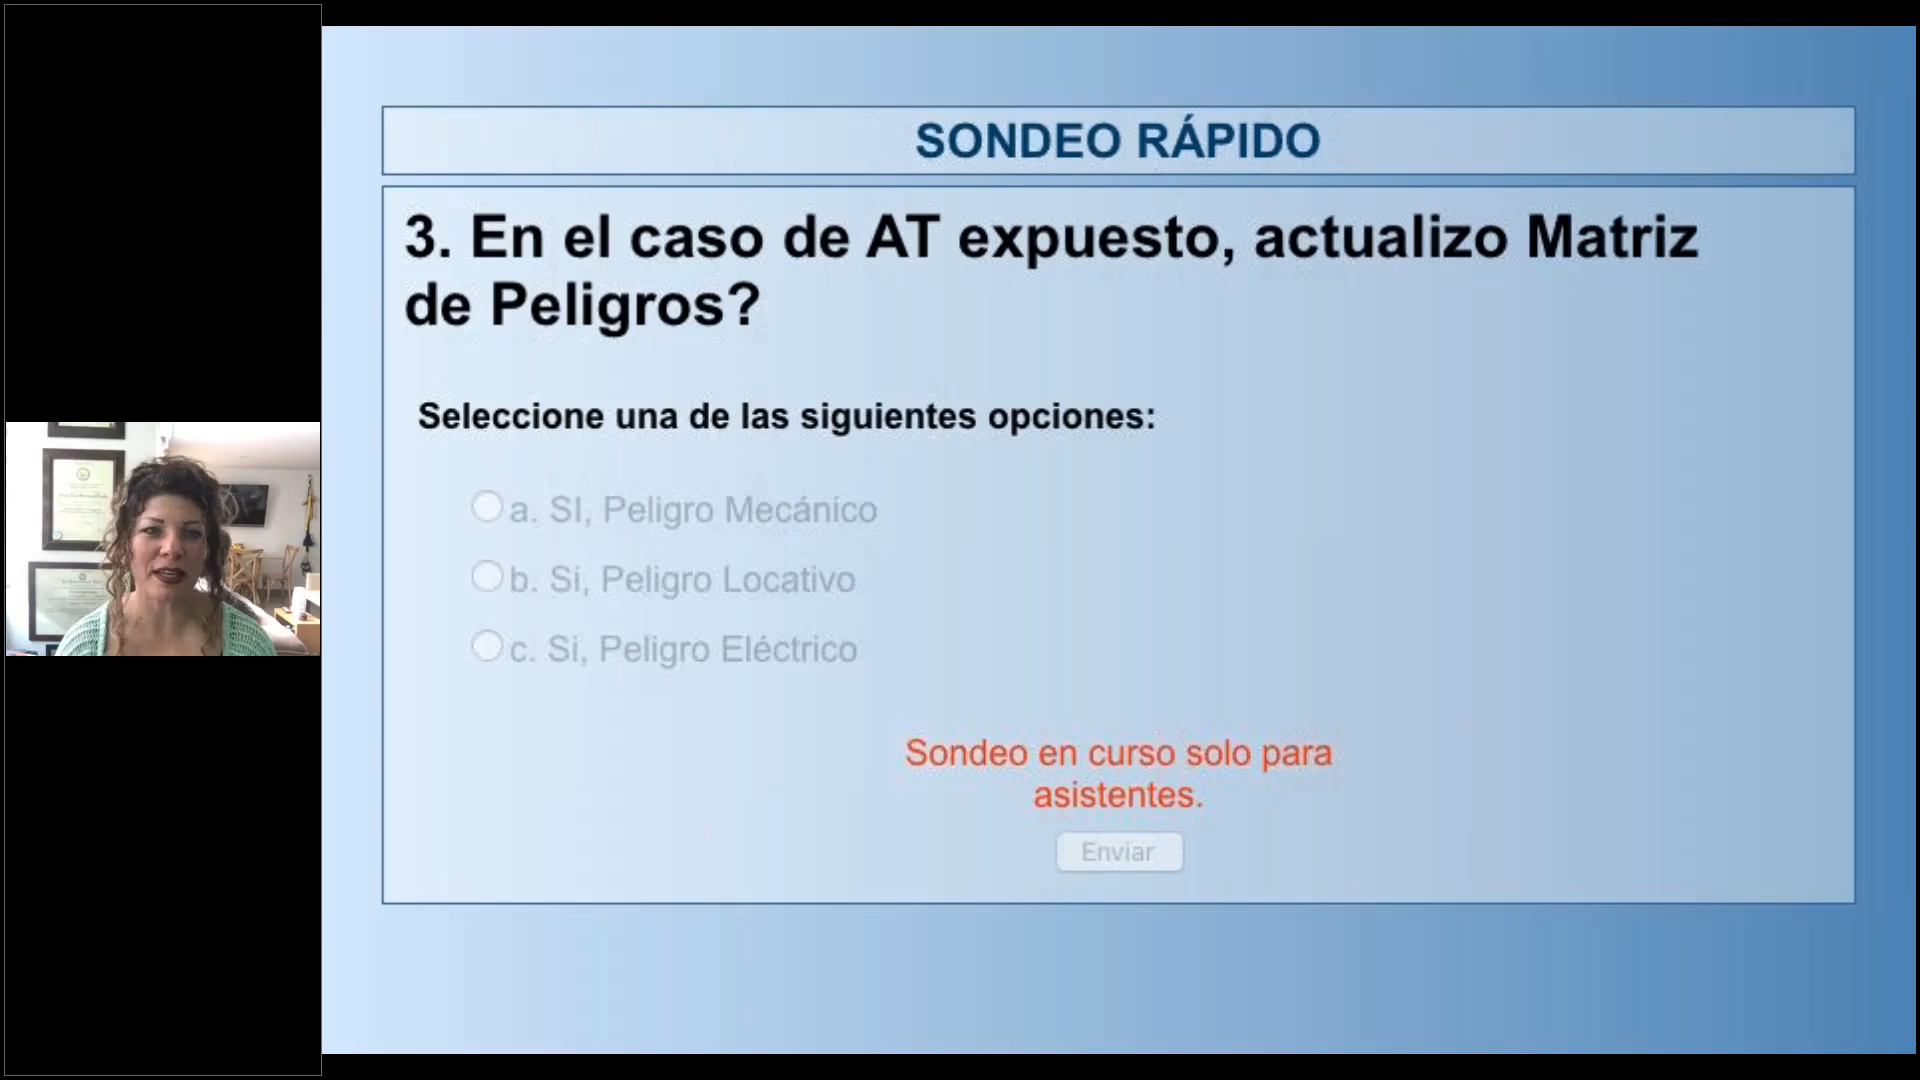 SONDEO RÁPIDO
3. En el caso de AT expuesto, actualizo Matriz
de Peligros?
Seleccione una de las siguientes opciones:
a. SI, Peligro Mecánico
b. Si, Peligro Locativo
c. Si, Peligro Eléctrico
Sondeo en curso solo para
asistentes.
Enviar